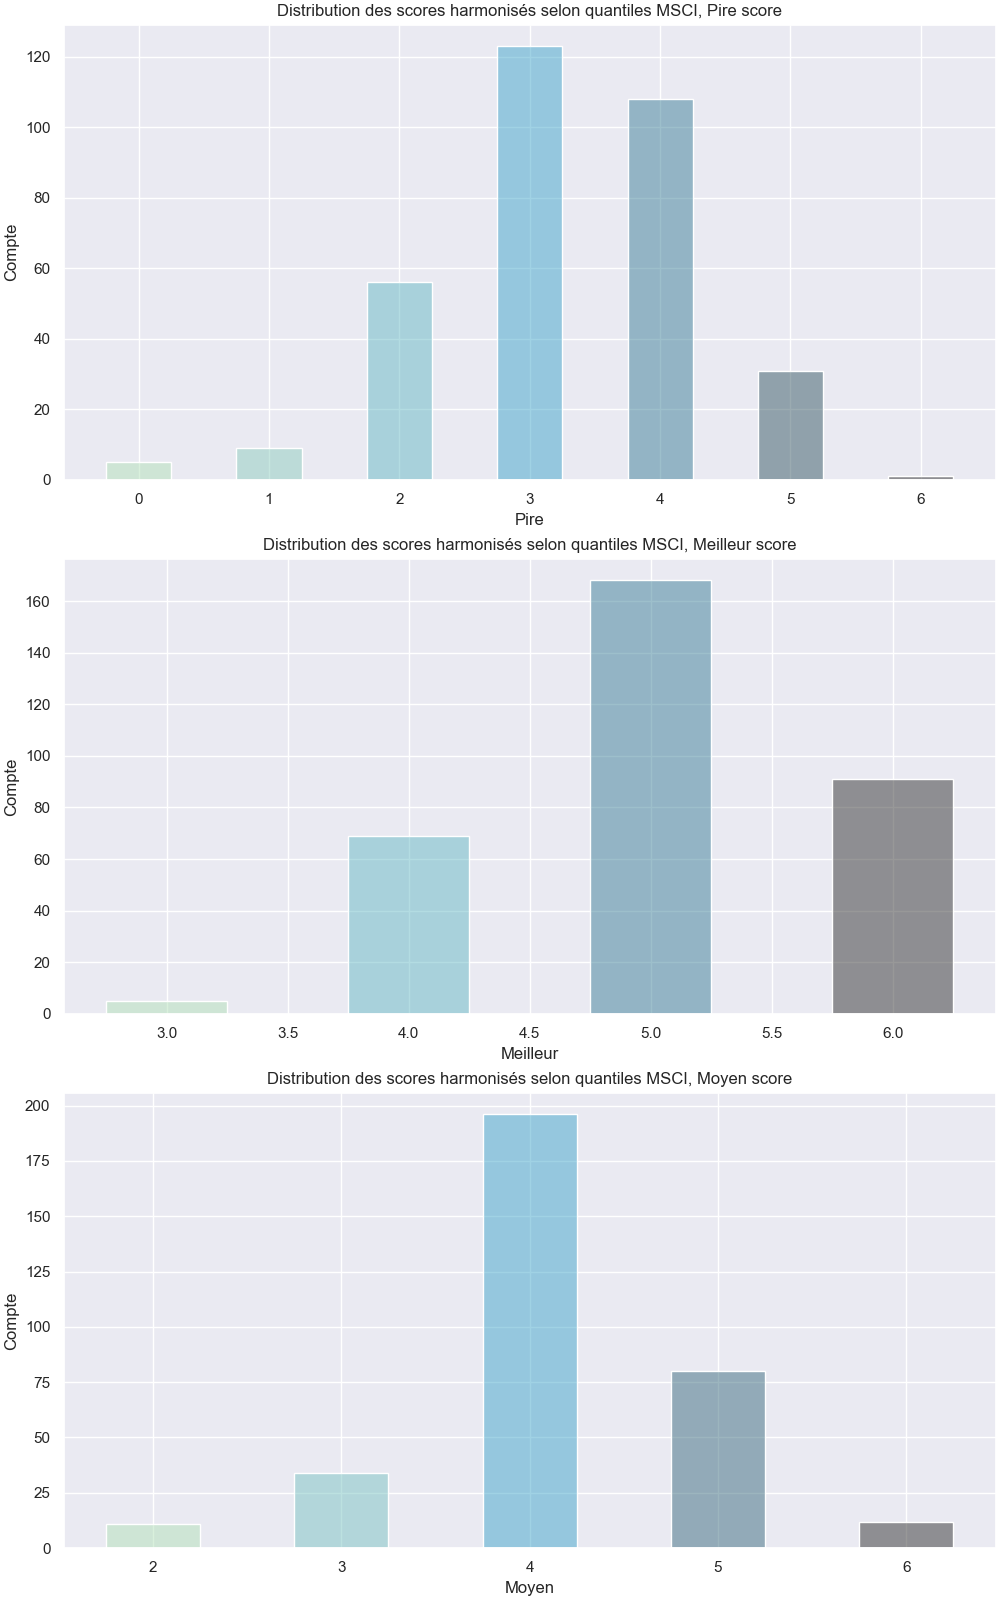 Distribution des scores harmonisés selon quantiles MSCI, Pire score
120
100
80
60
40
20
0
Compte
0 1 2 3 4 5 6
Pire
Distribution des scores harmonisés selon quantiles MSCI, Meilleur score
160
140
120
100
80
60
40
20
0
Compte
3.0 3.5 4.0 4.5 5.0 5.5 6.0
Meilleur
Distribution des scores harmonisés selon quantiles MSCI, Moyen score
200
175
150
125
100
75
50
25
0
Compte
2 3 4 5 6
Moyen